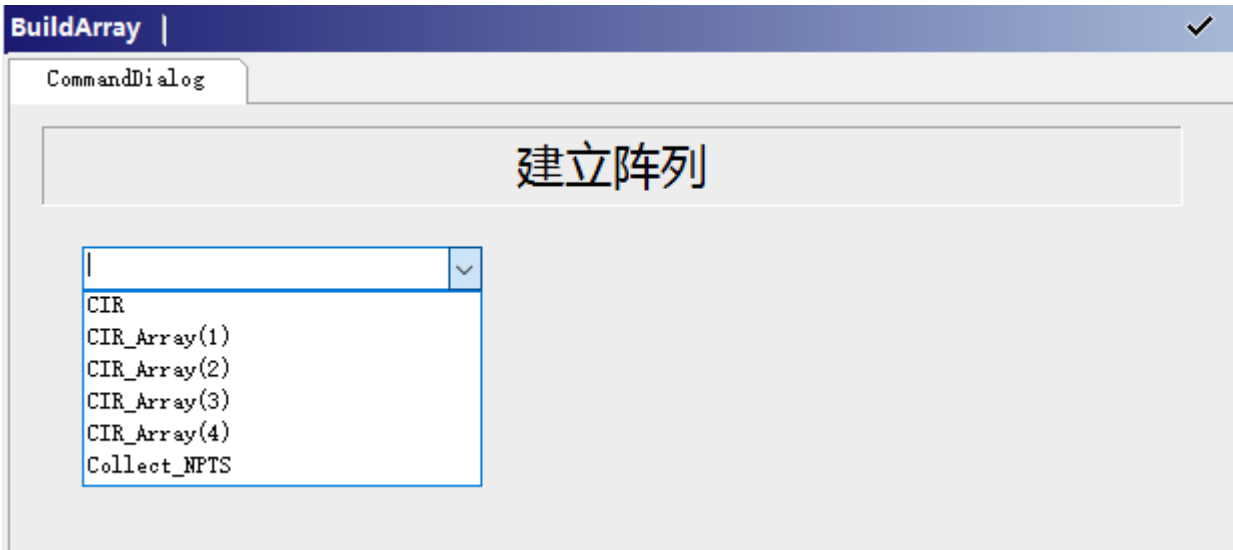 BuildArray
CommandDialog
建立阵列
CIR
CIR_Array(1)
CIR_Array(2)
CIR_Array(3)
CIR_Array(4)
Collect_NPTS